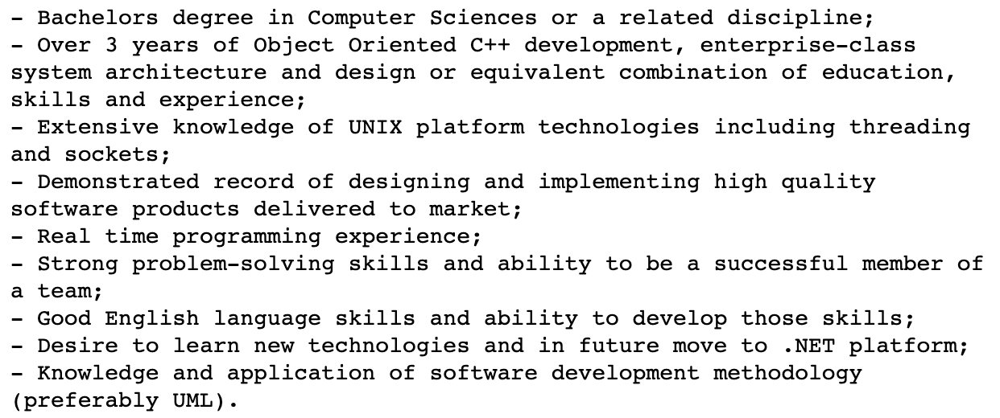 - Bachelors degree in Computer Sciences or a related discipline;
- Over 3 years of Object Oriented C++ development, enterprise-class
system architecture and design or equivalent combination of education,
skills and experience;
- Extensive knowledge of UNIX platform technologies including threading
and sockets;
- Demonstrated record of designing and implementing high quality
software products delivered to market;
- Real time programming experience;
- Strong problem-solving skills and ability to be a successful member of
a team;
- Good English language skills and ability to develop those skills;
- Desire to learn new technologies and in future move to .NET platform;
- Knowledge and application of software development methodology
(preferably UML).